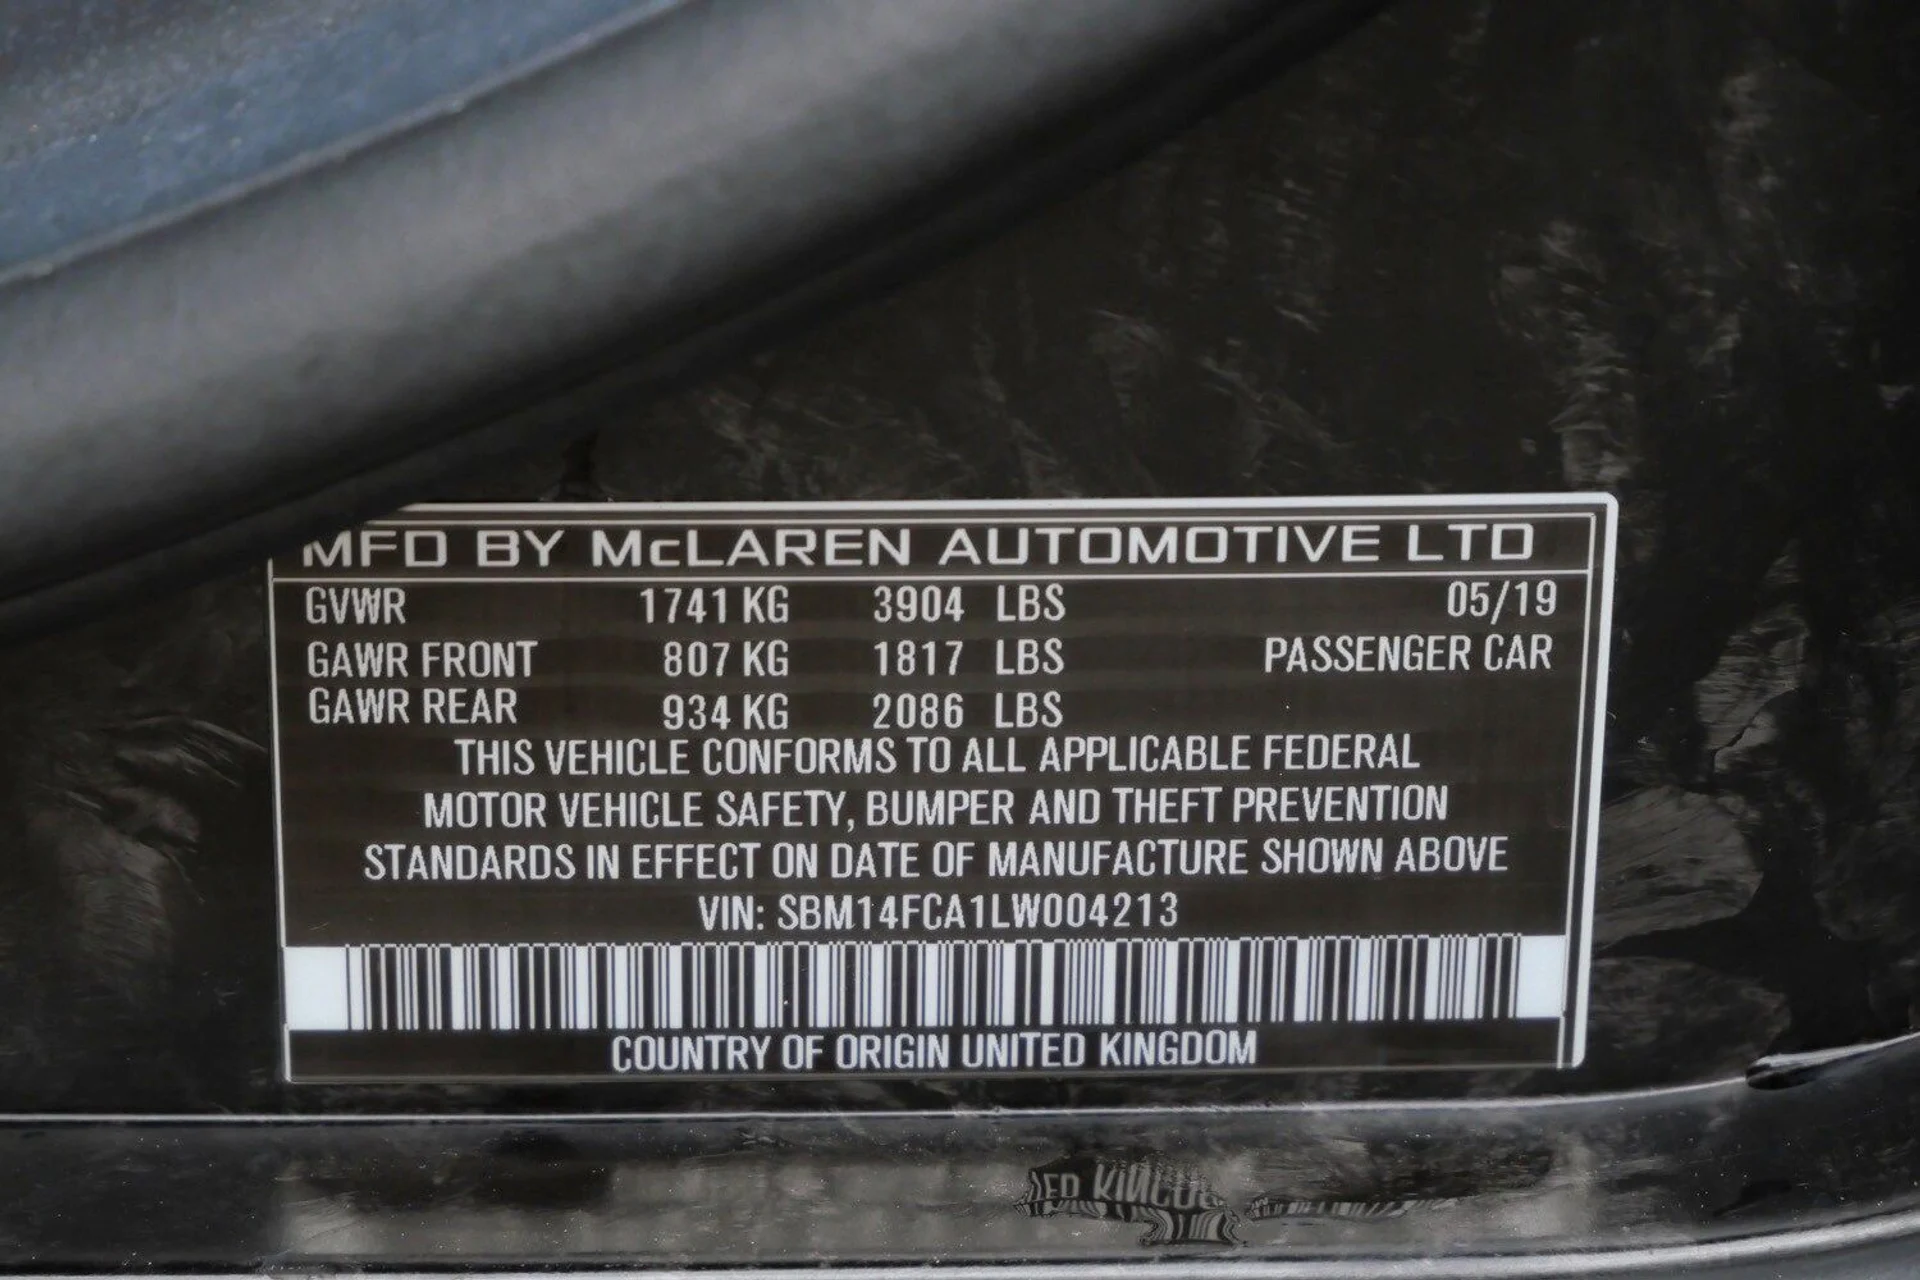 MFD BY McLAREN AUTOMOTIVE LTD
GVWR 1741 KG 3904 LBS 05/19
GAWR FRONT 807 KG 1817 LBS PASSENGER CAR
GAWR REAR 934 KG 2086 LBS
THIS VEHICLE CONFORMS TO ALL APPLICABLE FEDERAL
MOTOR VEHICLE SAFETY, BUMPER AND THEFT PREVENTION
STANDARDS IN EFFECT ON DATE OF MANUFACTURE SHOWN ABOVE
VIN: SBM14FCA1LW004213
COUNTRY OF ORIGIN UNITED KINGDOM